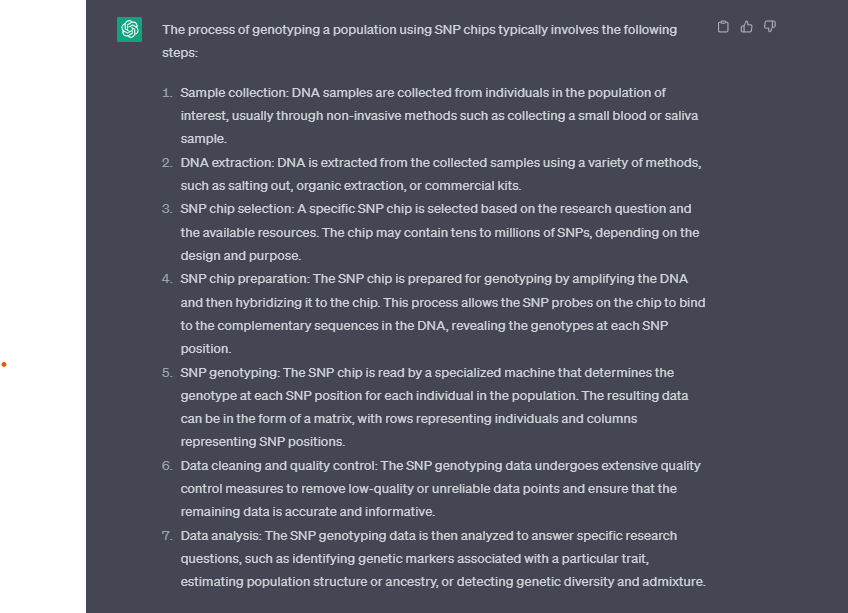 The process of genotyping a population using SNP chips typically involves the following
steps:
1. Sample collection: DNA samples are collected from individuals in the population of
interest, usually through non-invasive methods such as collecting a small blood or saliva
sample.
2. DNA extraction: DNA is extracted from the collected samples using a variety of methods,
such as salting out, organic extraction, or commercial kits.
3. SNP chip selection: A specific SNP chip is selected based on the research question and
the available resources. The chip may contain tens to millions of SNPs, depending on the
design and purpose.
4. SNP chip preparation: The SNP chip is prepared for genotyping by amplifying the DNA
and then hybridizing it to the chip. This process allows the SNP probes on the chip to bind
to the complementary sequences in the DNA, revealing the genotypes at each SNP
position.
5. SNP genotyping: The SNP chip is read by a specialized machine that determines the
genotype at each SNP position for each individual in the population. The resulting data
can be in the form of a matrix, with rows representing individuals and columns
representing SNP positions.
6. Data cleaning and quality control: The SNP genotyping data undergoes extensive quality
control measures to remove low-quality or unreliable data points and ensure that the
remaining data is accurate and informative.
7. Data analysis: The SNP genotyping data is then analyzed to answer specific research
questions, such as identifying genetic markers associated with a particular trait,
estimating population structure or ancestry, or detecting genetic diversity and admixture.